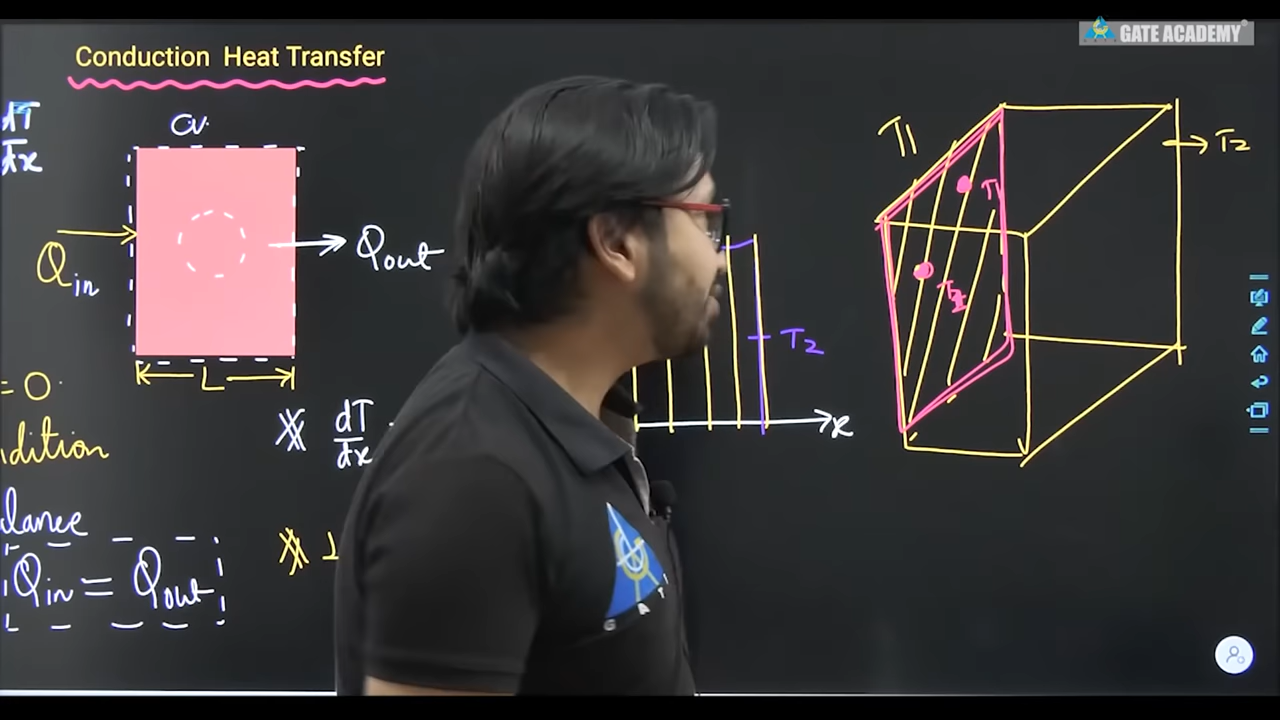 GATE ACADEMY
Conduction Heat Transfer
dT
dx
CV
T1
T2
T1
Qin
Qout
T2
L
= 0
dition
dT
dx
x
lance
Qin = Qout
G A T